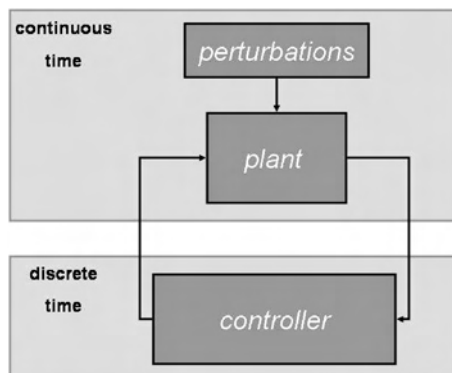 continuous
time
perturbations
plant
discrete
time
controller